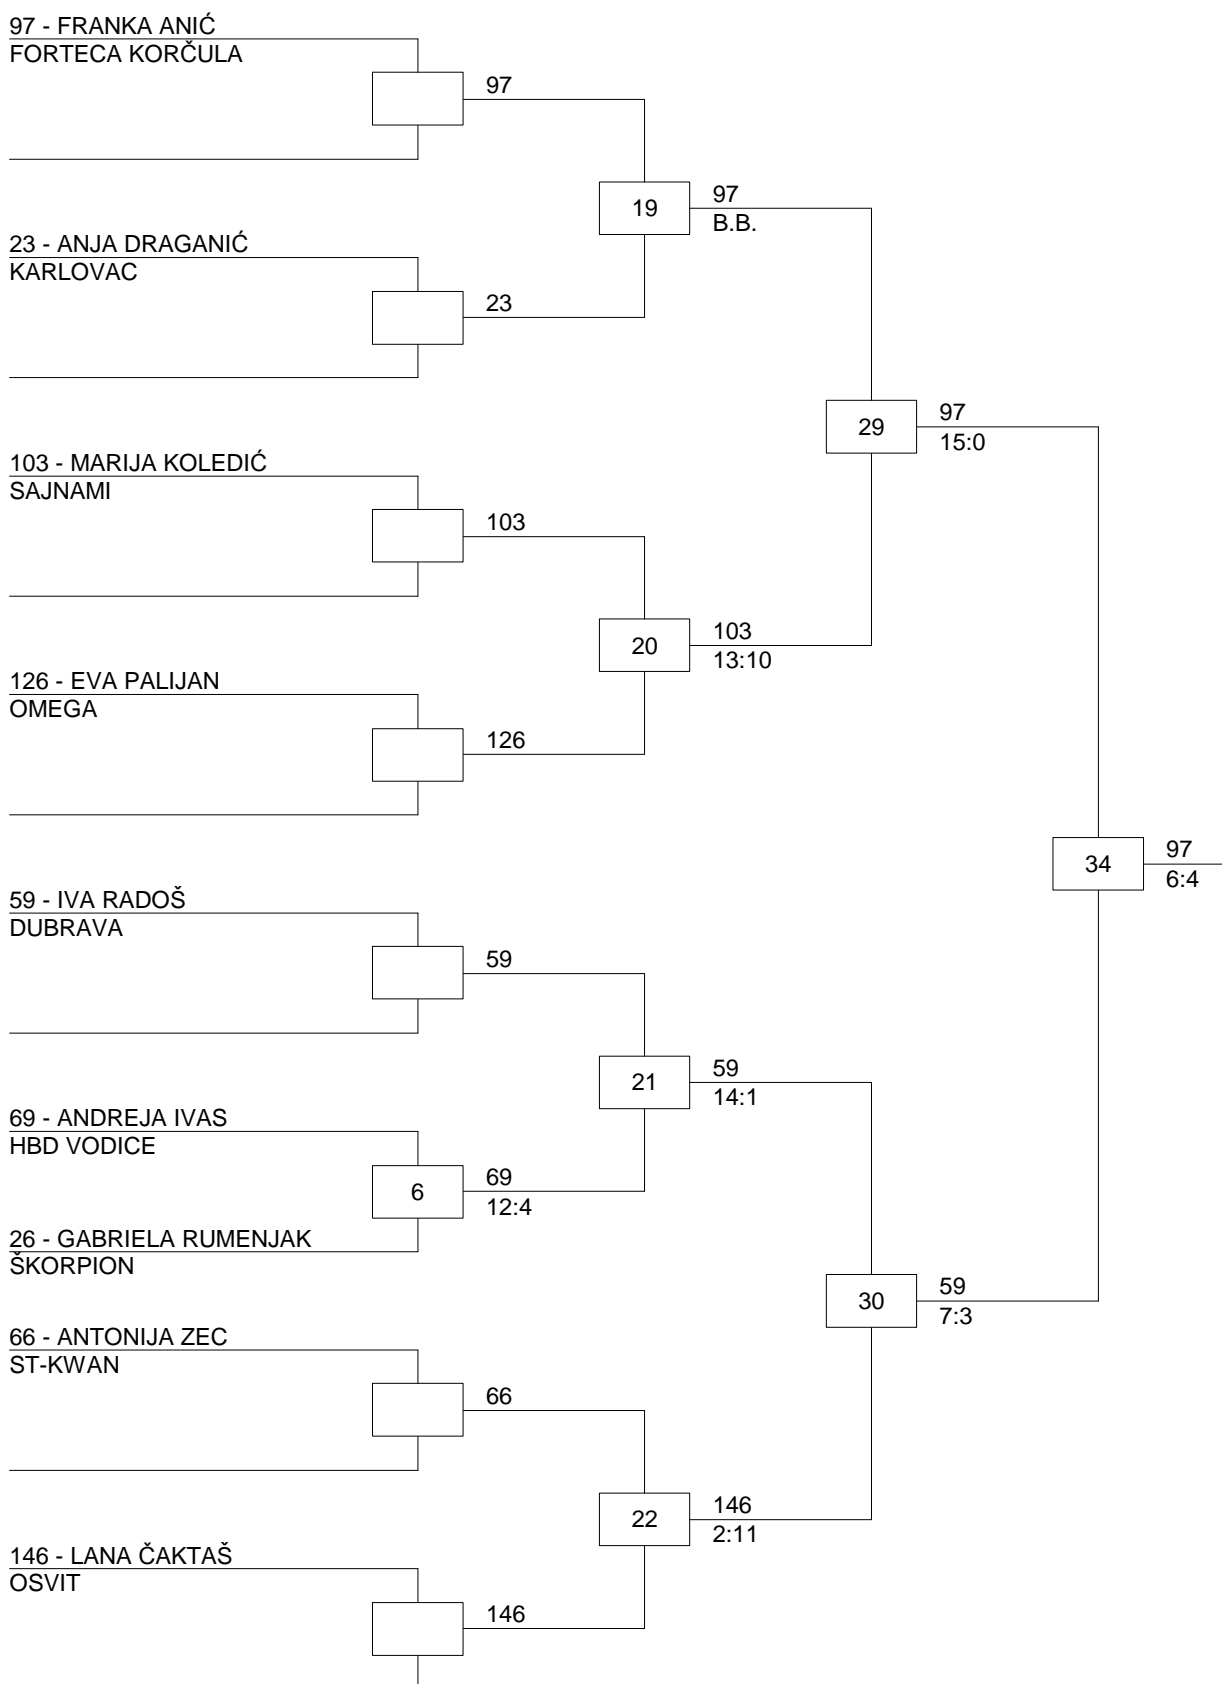 97 - FRANKA ANIĆ
FORTECA KORČULA
97
19
97
B.B.
23 - ANJA DRAGANIĆ
KARLOVAC
23
29
97
15:0
103 - MARIJA KOLEDIĆ
SAJNAMI
103
20
103
13:10
126 - EVA PALIJAN
OMEGA
126
34
97
6:4
59 - IVA RADOŠ
DUBRAVA
59
21
59
14:1
69 - ANDREJA IVAS
HBD VODICE
6
69
12:4
26 - GABRIELA RUMENJAK
ŠKORPION
30
59
7:3
66 - ANTONIJA ZEC
ST-KWAN
66
22
146
2:11
146 - LANA ČAKTAŠ
OSVIT
146